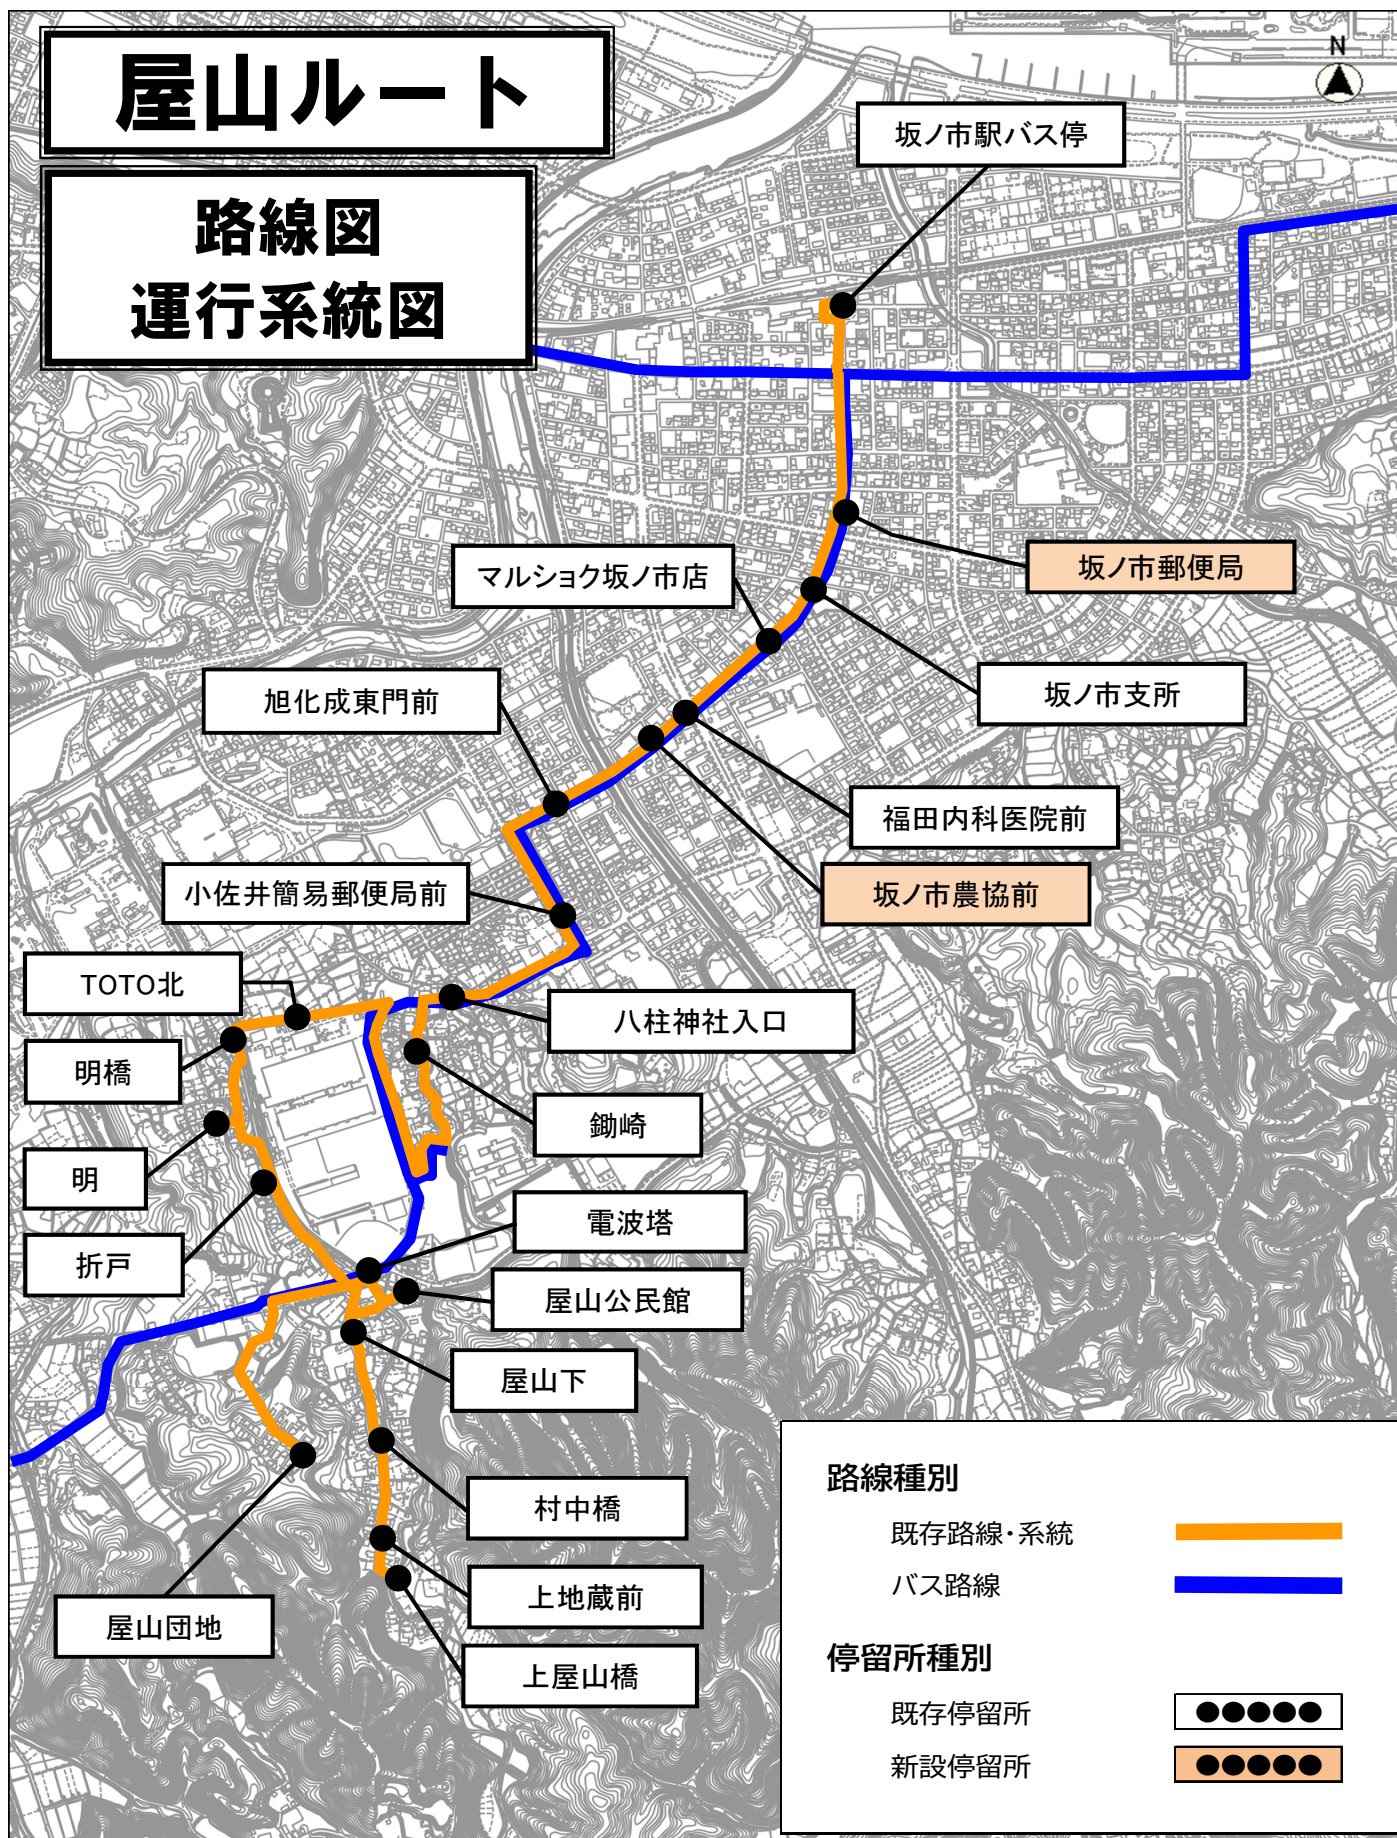 屋山ルート
路線図
運行系統図
N
坂ノ市駅バス停
坂ノ市郵便局
マルショク坂ノ市店
坂ノ市支所
旭化成東門前
福田内科医院前
坂ノ市農協前
小佐井簡易郵便局前
TOTO北
八柱神社入口
明橋
鋤崎
明
電波塔
折戸
屋山公民館
屋山下
村中橋
上地蔵前
屋山団地
上屋山橋
路線種別
既存路線・系統
バス路線
停留所種別
既存停留所
●●●●●
新設停留所
●●●●●